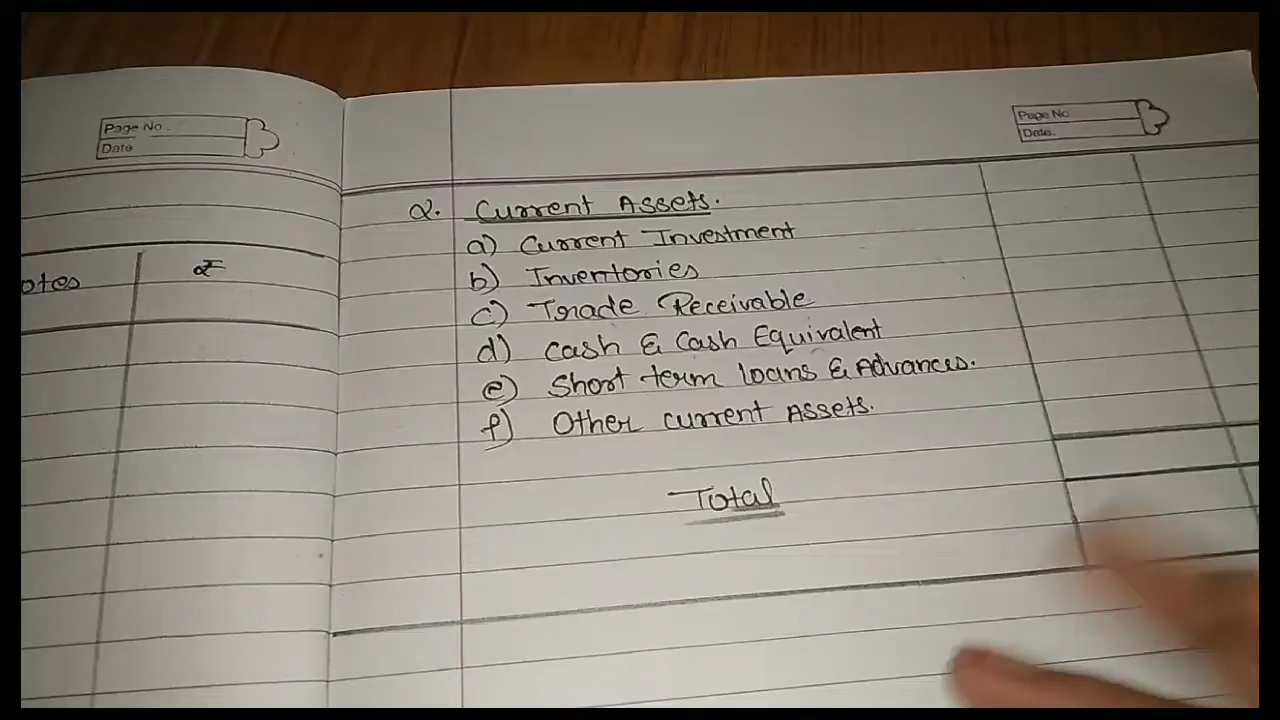 Page No.
Date
otes ₹
Page No.
Date.
2. Current Assets.
a) Current Investment
b) Inventories
c) Trade Receivable
d) Cash & Cash Equivalent
e) Short term loans & Advances.
f) Other current Assets.
Total